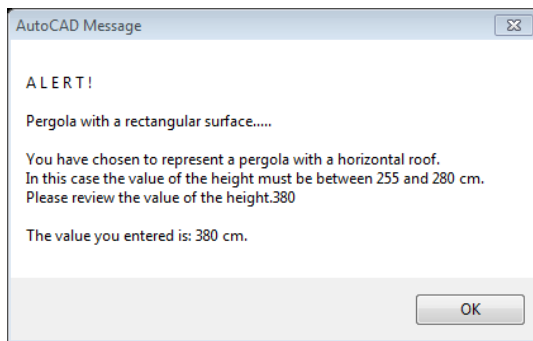 AutoCAD Message
A L E R T !
Pergola with a rectangular surface.....
You have chosen to represent a pergola with a horizontal roof.
In this case the value of the height must be between 255 and 280 cm.
Please review the value of the height.380
The value you entered is: 380 cm.
OK